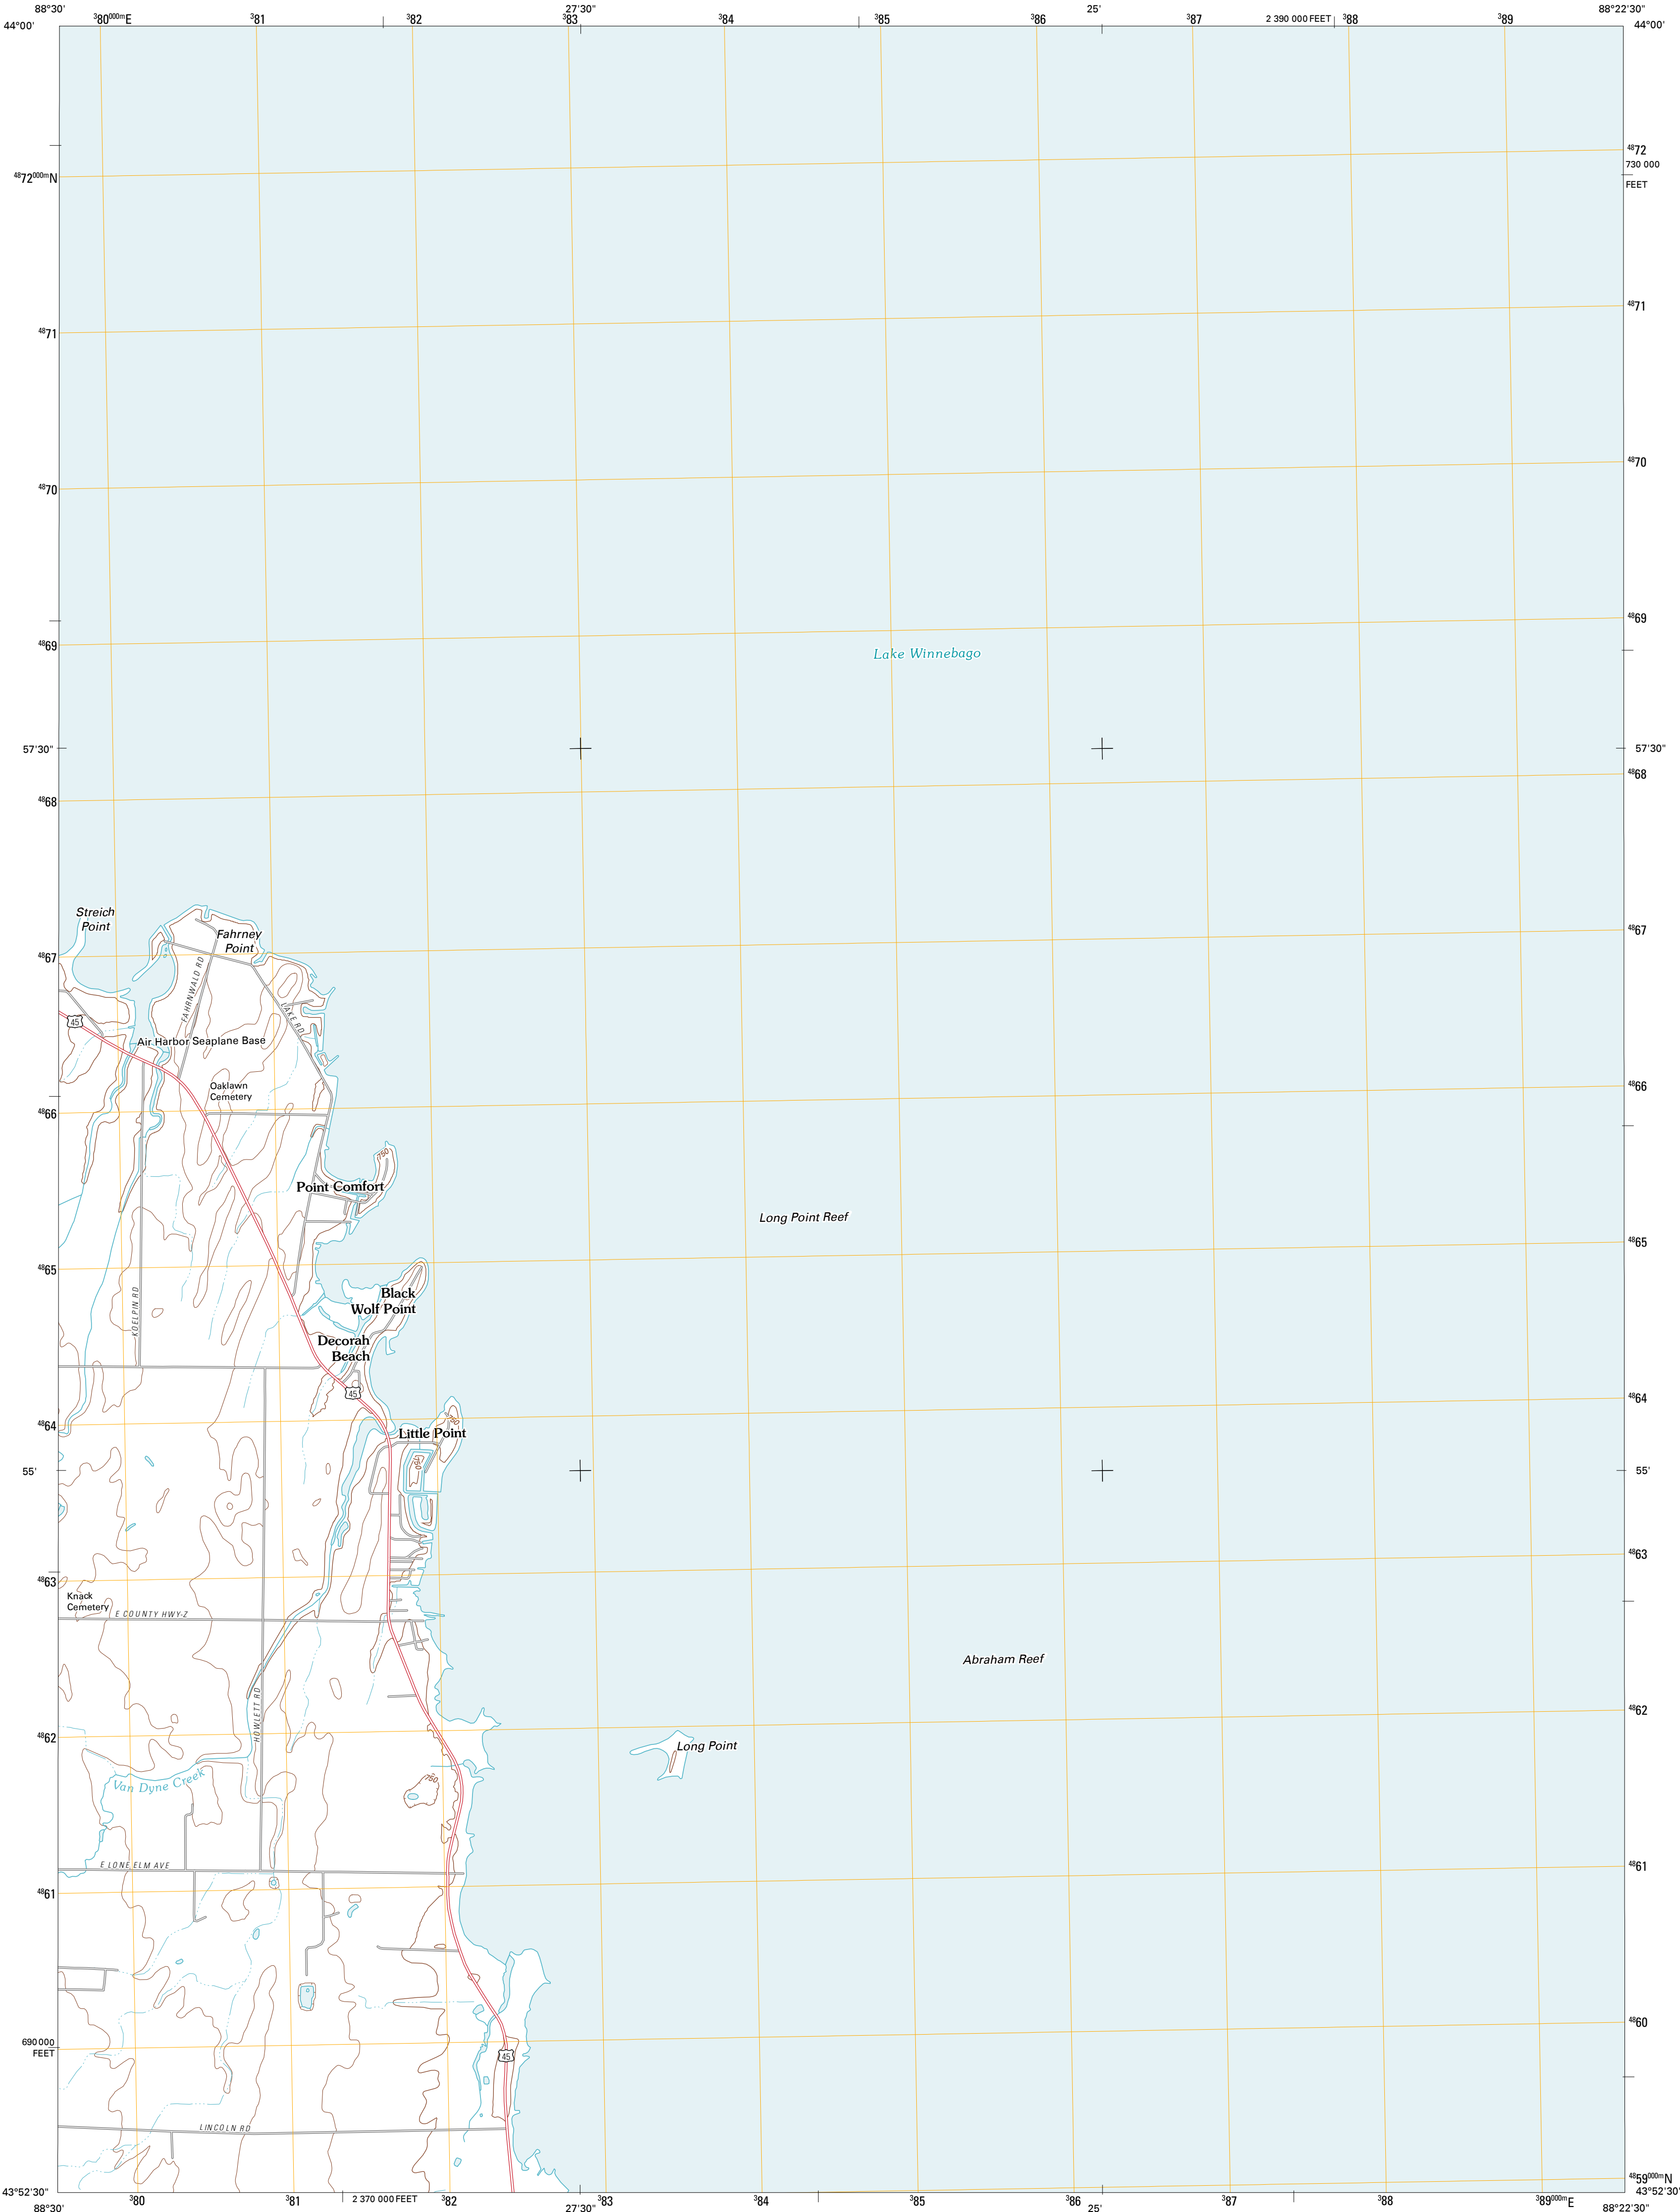 88°30' ³80⁰⁰⁰ᵐE ³81 ³82 27'30" ³83 ³84 ³85 ³86 25' ³87 2 390 000 FEET ³88 ³89 88°22'30"
44°00' 44°00'
⁴⁸72
730 000
FEET
⁴⁸72⁰⁰⁰ᵐN
⁴⁸71
⁴⁸71
⁴⁸70
⁴⁸70
⁴⁸69
⁴⁸69
Lake Winnebago
57'30" 57'30"
⁴⁸68
⁴⁸68
Streich
Point
Fahrney
Point
⁴⁸67
⁴⁸67
FAHRNWALD RD
LAKE RD
45
Air Harbor Seaplane Base
Oaklawn
Cemetery
⁴⁸66
⁴⁸66
750
Point Comfort
Long Point Reef
⁴⁸65
⁴⁸65
Black
Wolf Point
KOELPIN RD
Decorah
Beach
45
⁴⁸64
⁴⁸64
750
Little Point
750
55' 55'
⁴⁸63
⁴⁸63
Knack
Cemetery
E COUNTY HWY-Z
Abraham Reef
HOWLETT RD
⁴⁸62
⁴⁸62
Long Point
Van Dyne Creek
750
E LONE ELM AVE
⁴⁸61
⁴⁸61
⁴⁸60
690 000
FEET
45
LINCOLN RD
⁴⁸59⁰⁰⁰ᵐN
43°52'30" 43°52'30"
88°30' ³80 ³81 2 370 000 FEET ³82 27'30" ³83 ³84 ³85 ³86 25' ³87 ³88 ³89⁰⁰⁰ᵐE 88°22'30"